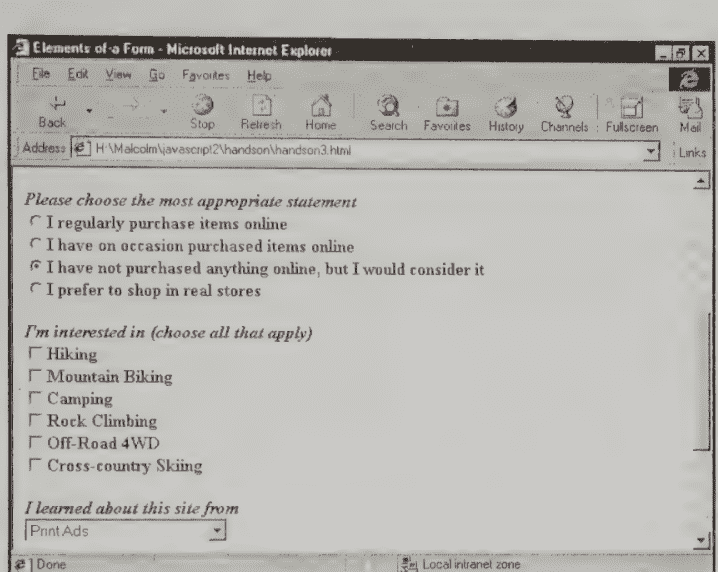 Elements of a Form - Microsoft Internet Explorer
File Edit View Go Favorites Help
Back Stop Refresh Home Search Favorites History Channels Fullscreen Mail
Address H:\Malcolm\javascript2\handson\handson3.html Links
Please choose the most appropriate statement
I regularly purchase items online
I have on occasion purchased items online
I have not purchased anything online, but I would consider it
I prefer to shop in real stores
I'm interested in (choose all that apply)
Hiking
Mountain Biking
Camping
Rock Climbing
Off-Road 4WD
Cross-country Skiing
I learned about this site from
Print Ads
Done Local intranet zone